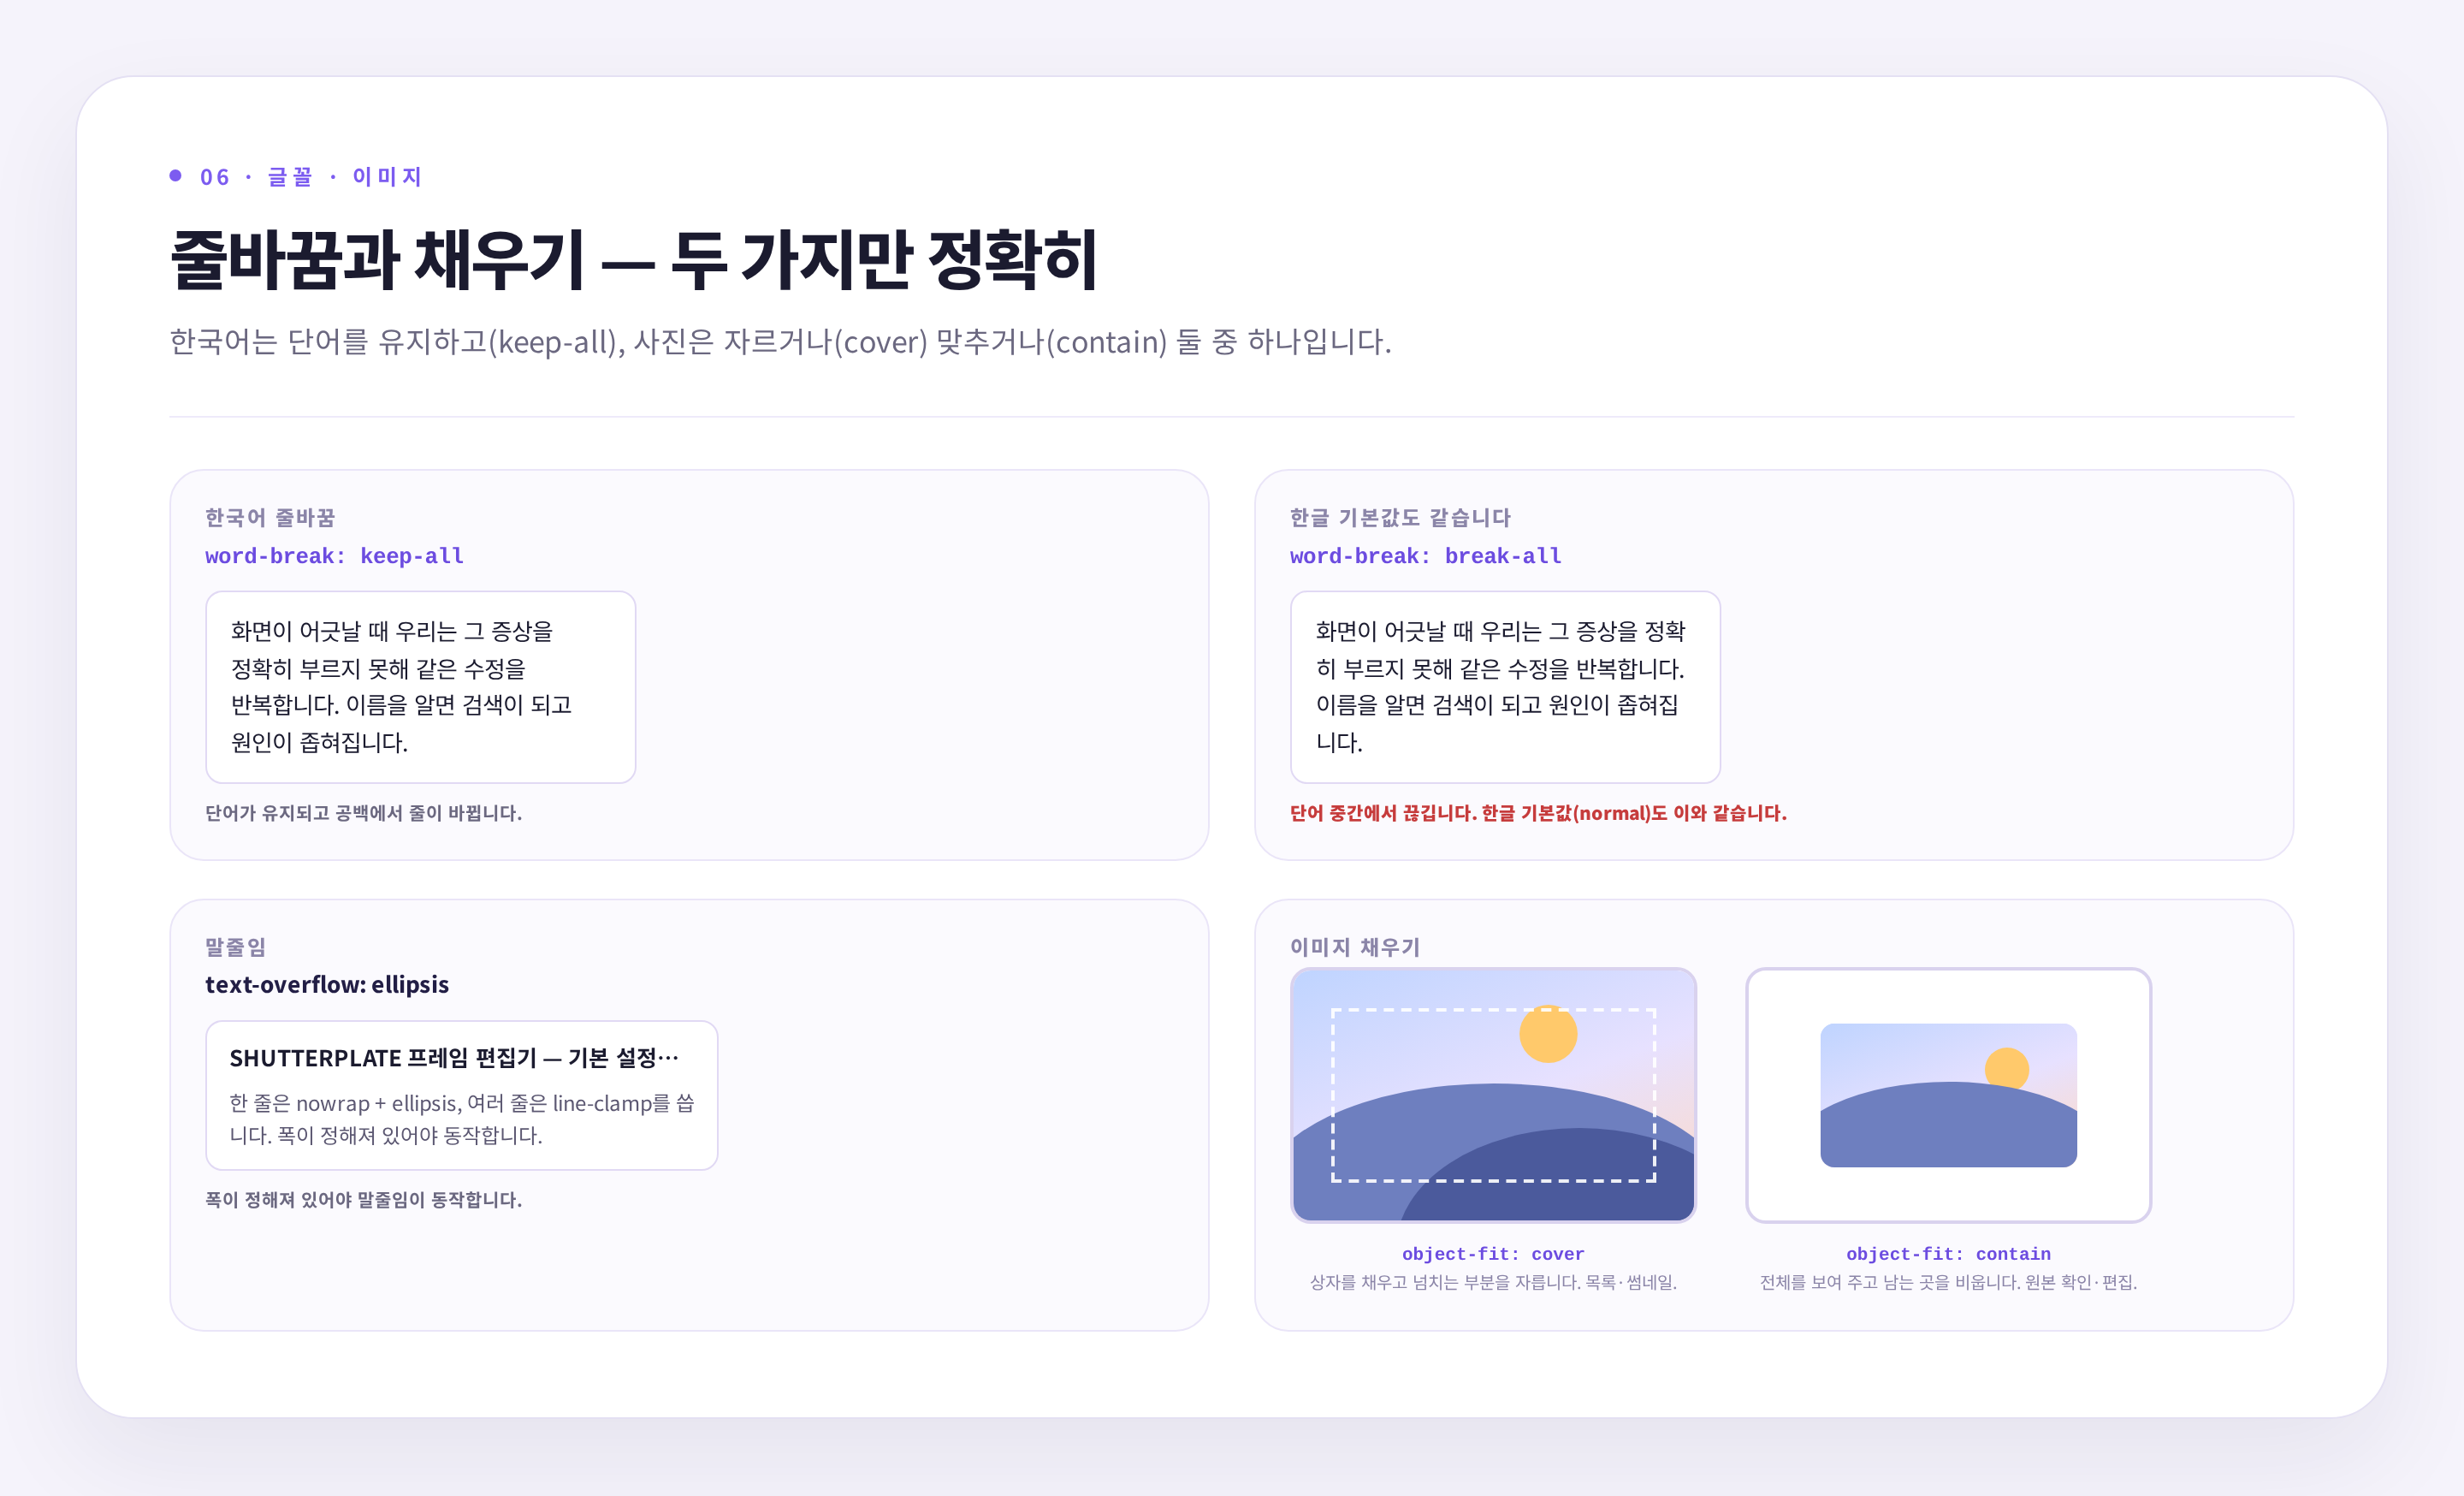 06 · 글꼴 · 이미지
줄바꿈과 채우기 — 두 가지만 정확히
한국어는 단어를 유지하고(keep-all), 사진은 자르거나(cover) 맞추거나(contain) 둘 중 하나입니다.
한국어 줄바꿈
word-break: keep-all
화면이 어긋날 때 우리는 그 증상을
정확히 부르지 못해 같은 수정을
반복합니다. 이름을 알면 검색이 되고
원인이 좁혀집니다.
단어가 유지되고 공백에서 줄이 바뀝니다.
한글 기본값도 같습니다
word-break: break-all
화면이 어긋날 때 우리는 그 증상을 정확
히 부르지 못해 같은 수정을 반복합니다.
이름을 알면 검색이 되고 원인이 좁혀집
니다.
단어 중간에서 끊깁니다. 한글 기본값(normal)도 이와 같습니다.
말줄임
text-overflow: ellipsis
SHUTTERPLATE 프레임 편집기 — 기본 설정…
한 줄은 nowrap + ellipsis, 여러 줄은 line-clamp를 씁
니다. 폭이 정해져 있어야 동작합니다.
폭이 정해져 있어야 말줄임이 동작합니다.
이미지 채우기
object-fit: cover
상자를 채우고 넘치는 부분을 자릅니다. 목록·썸네일.
object-fit: contain
전체를 보여 주고 남는 곳을 비웁니다. 원본 확인·편집.